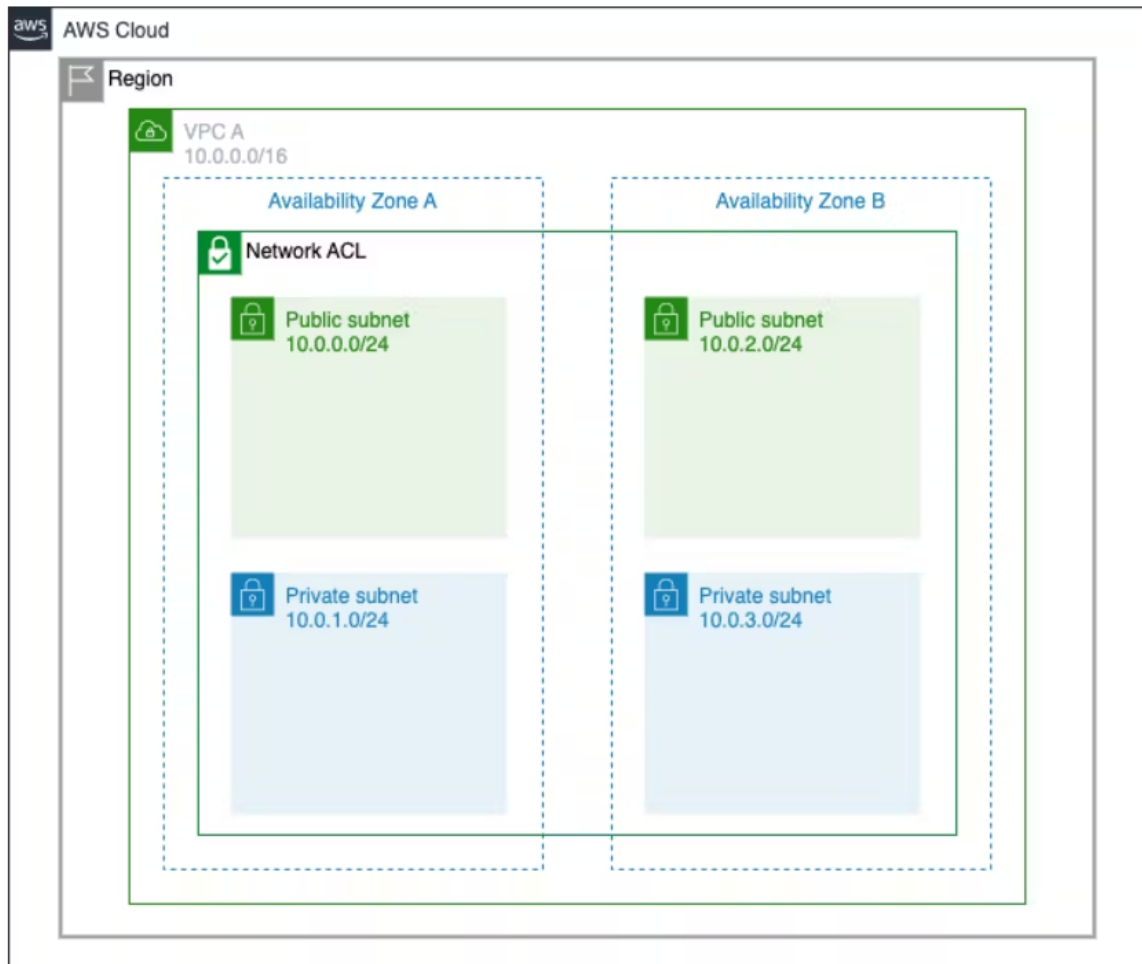 aws
AWS Cloud
Region
VPC A
10.0.0.0/16
Availability Zone A
Availability Zone B
Network ACL
Public subnet
10.0.0.0/24
Public subnet
10.0.2.0/24
Private subnet
10.0.1.0/24
Private subnet
10.0.3.0/24